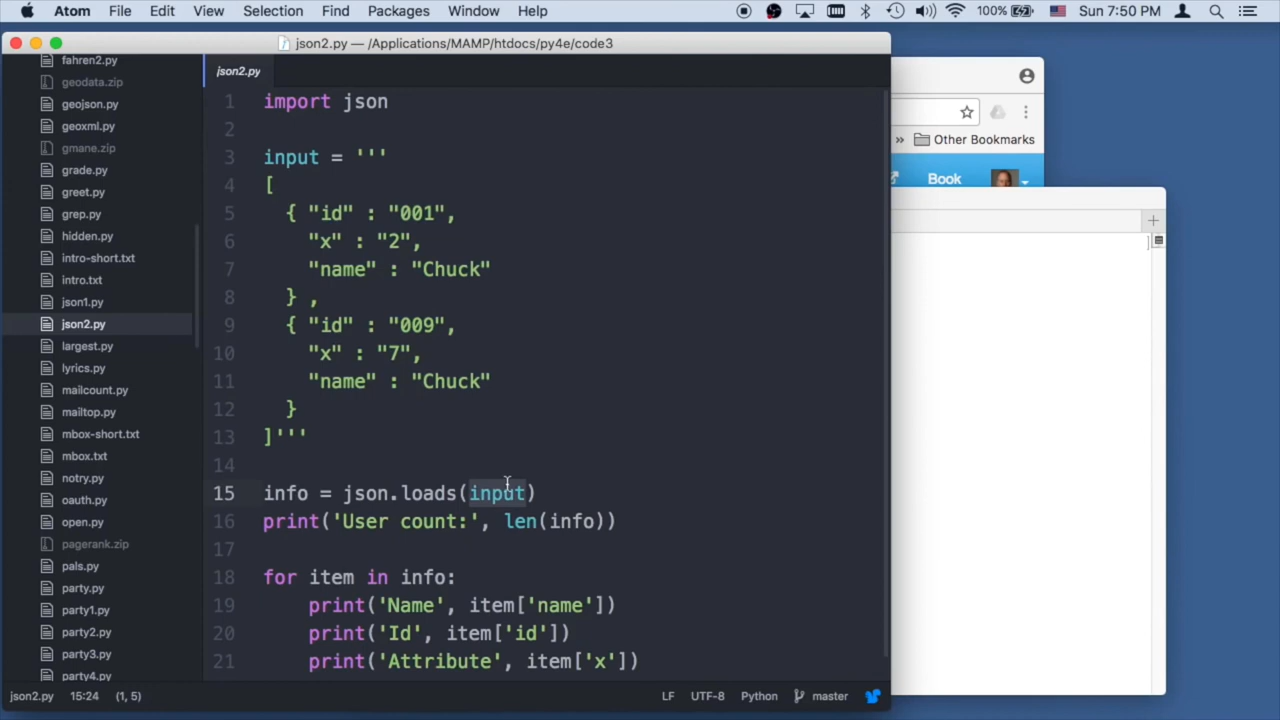 Atom File Edit View Selection Find Packages Window Help 100% Sun 7:50 PM
json2.py — /Applications/MAMP/htdocs/py4e/code3
fahren2.py
geodata.zip
geojson.py
geoxml.py
gmane.zip
grade.py
greet.py
grep.py
hidden.py
intro-short.txt
intro.txt
json1.py
json2.py
largest.py
lyrics.py
mailcount.py
mailtop.py
mbox-short.txt
mbox.txt
notry.py
oauth.py
open.py
pagerank.zip
pals.py
party.py
party1.py
party2.py
party3.py
party4.py
json2.py
1 import json
2
3 input = '''
4 [
5 { "id" : "001",
6 "x" : "2",
7 "name" : "Chuck"
8 } ,
9 { "id" : "009",
10 "x" : "7",
11 "name" : "Chuck"
12 }
13 ]'''
14
15 info = json.loads(input)
16 print('User count:', len(info))
17
18 for item in info:
19 print('Name', item['name'])
20 print('Id', item['id'])
21 print('Attribute', item['x'])
json2.py 15:24 (1, 5) LF UTF-8 Python master
» Other Bookmarks
Book